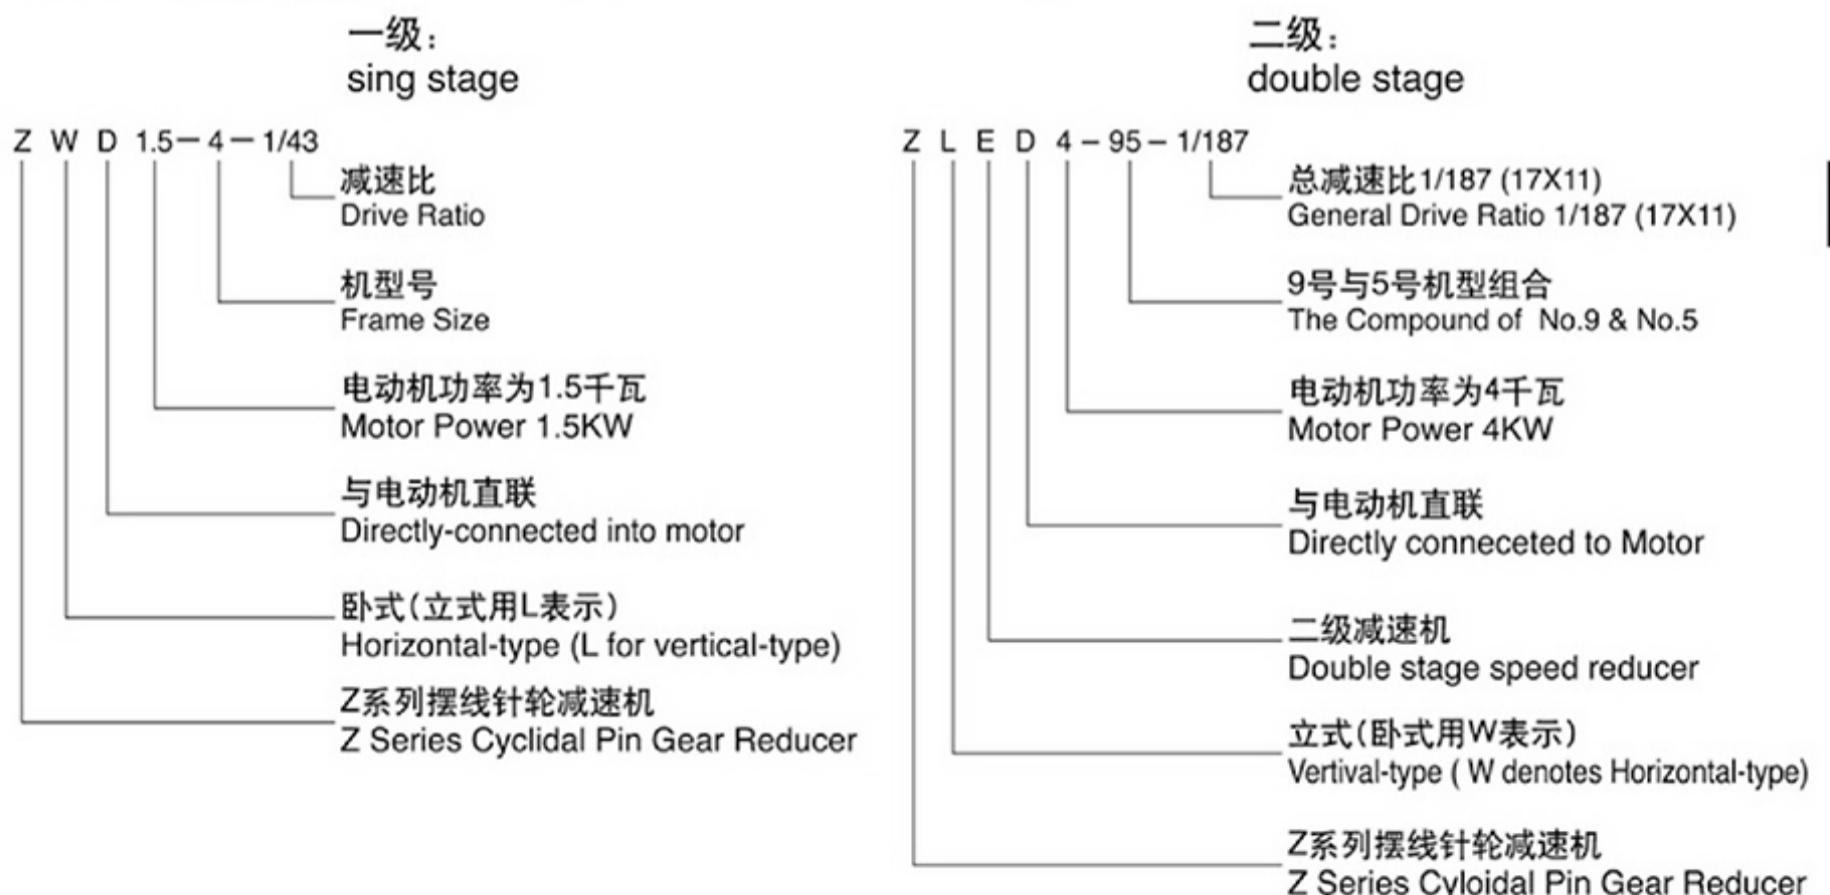 一级：
sing stage
Z W D 1.5－4－1/43
减速比
Drive Ratio
机型号
Frame Size
电动机功率为1.5千瓦
Motor Power 1.5KW
与电动机直联
Directly-connected into motor
卧式(立式用L表示)
Horizontal-type (L for vertical-type)
Z系列摆线针轮减速机
Z Series Cyclidal Pin Gear Reducer
二级：
double stage
Z L E D 4－95－1/187
总减速比1/187 (17X11)
General Drive Ratio 1/187 (17X11)
9号与5号机型组合
The Compound of No.9 & No.5
电动机功率为4千瓦
Motor Power 4KW
与电动机直联
Directly conneceted to Motor
二级减速机
Double stage speed reducer
立式(卧式用W表示)
Vertival-type ( W denotes Horizontal-type)
Z系列摆线针轮减速机
Z Series Cyloidal Pin Gear Reducer